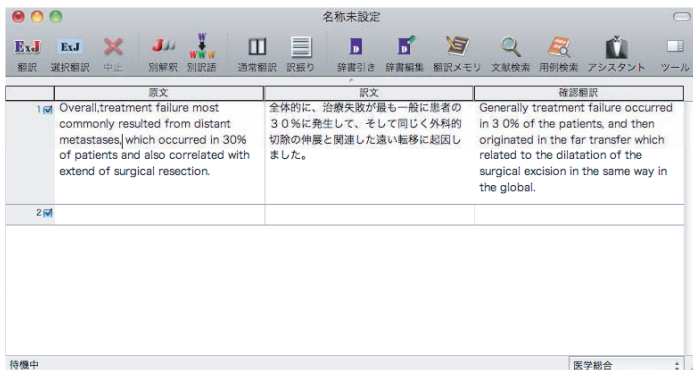 名称未設定
ExJ ExJ J W D D
翻訳 選択翻訳 中止 別解釈 別訳語 通常翻訳 訳振り 辞書引き 辞書編集 翻訳メモリ 文献検索 用例検索 アシスタント ツール
原文 訳文 確認翻訳
1
Overall,treatment failure most
commonly resulted from distant
metastases, which occurred in 30%
of patients and also correlated with
extend of surgical resection.
全体的に、治療失敗が最も一般に患者の
３０％に発生して、そして同じく外科的
切除の伸展と関連した遠い転移に起因し
ました。
Generally treatment failure occurred
in 3 0% of the patients, and then
originated in the far transfer which
related to the dilatation of the
surgical excision in the same way in
the global.
2
待機中 医学総合